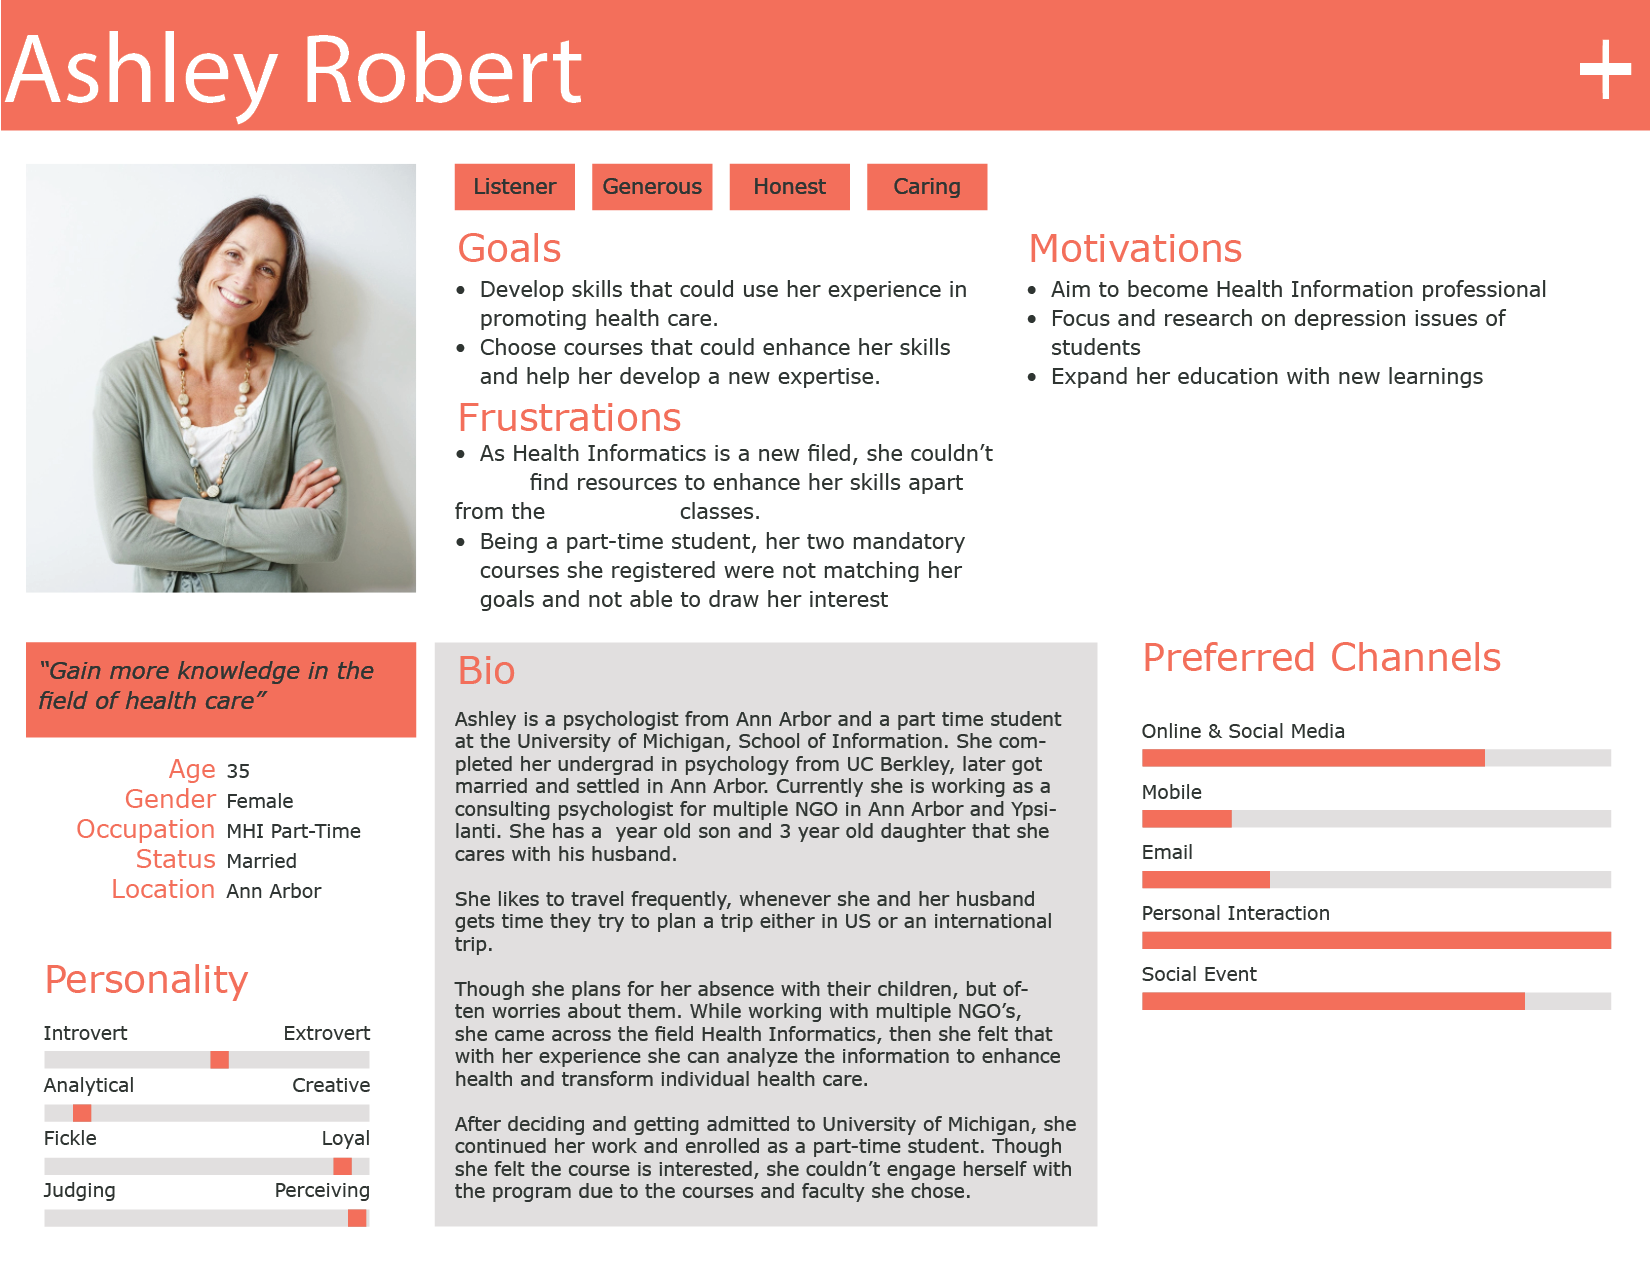 Ashley Robert
+
Listener
Generous
Honest
Caring
Goals
• Develop skills that could use her experience in
promoting health care.
• Choose courses that could enhance her skills
and help her develop a new expertise.
Frustrations
• As Health Informatics is a new filed, she couldn’t
find resources to enhance her skills apart
from the classes.
• Being a part-time student, her two mandatory
courses she registered were not matching her
goals and not able to draw her interest
Motivations
• Aim to become Health Information professional
• Focus and research on depression issues of
students
• Expand her education with new learnings
“Gain more knowledge in the
field of health care”
Age 35
Gender Female
Occupation MHI Part-Time
Status Married
Location Ann Arbor
Personality
Introvert Extrovert
Analytical Creative
Fickle Loyal
Judging Perceiving
Bio
Ashley is a psychologist from Ann Arbor and a part time student
at the University of Michigan, School of Information. She com-
pleted her undergrad in psychology from UC Berkley, later got
married and settled in Ann Arbor. Currently she is working as a
consulting psychologist for multiple NGO in Ann Arbor and Ypsi-
lanti. She has a  year old son and 3 year old daughter that she
cares with his husband.
She likes to travel frequently, whenever she and her husband
gets time they try to plan a trip either in US or an international
trip.
Though she plans for her absence with their children, but of-
ten worries about them. While working with multiple NGO’s,
she came across the field Health Informatics, then she felt that
with her experience she can analyze the information to enhance
health and transform individual health care.
After deciding and getting admitted to University of Michigan, she
continued her work and enrolled as a part-time student. Though
she felt the course is interested, she couldn’t engage herself with
the program due to the courses and faculty she chose.
Preferred Channels
Online & Social Media
Mobile
Email
Personal Interaction
Social Event